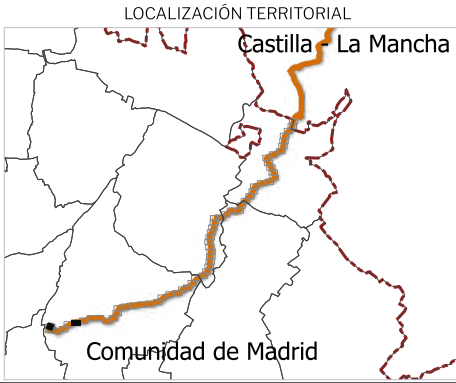 LOCALIZACIÓN TERRITORIAL
Castilla - La Mancha
Comunidad de Madrid